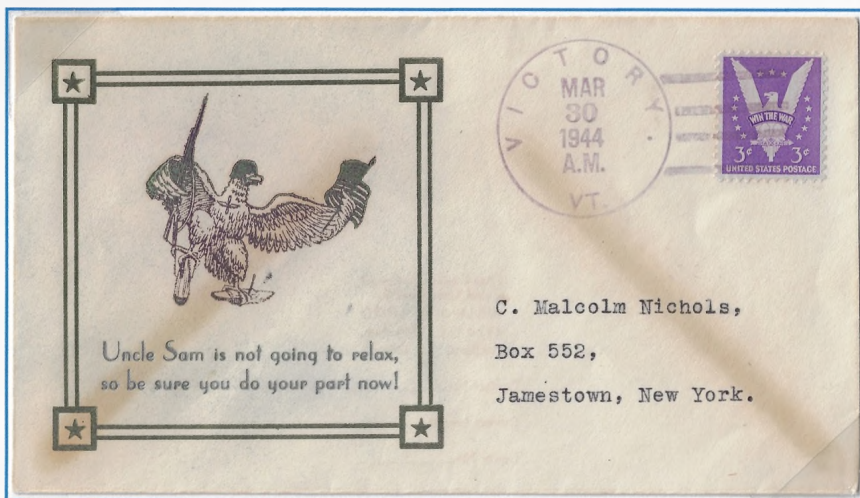 VICTORY
MAR
30
1944
A.M.
VT.
WIN THE WAR
3¢ 3¢
UNITED STATES POSTAGE
Uncle Sam is not going to relax,
so be sure you do your part now!
C. Malcolm Nichols,
Box 552,
Jamestown, New York.